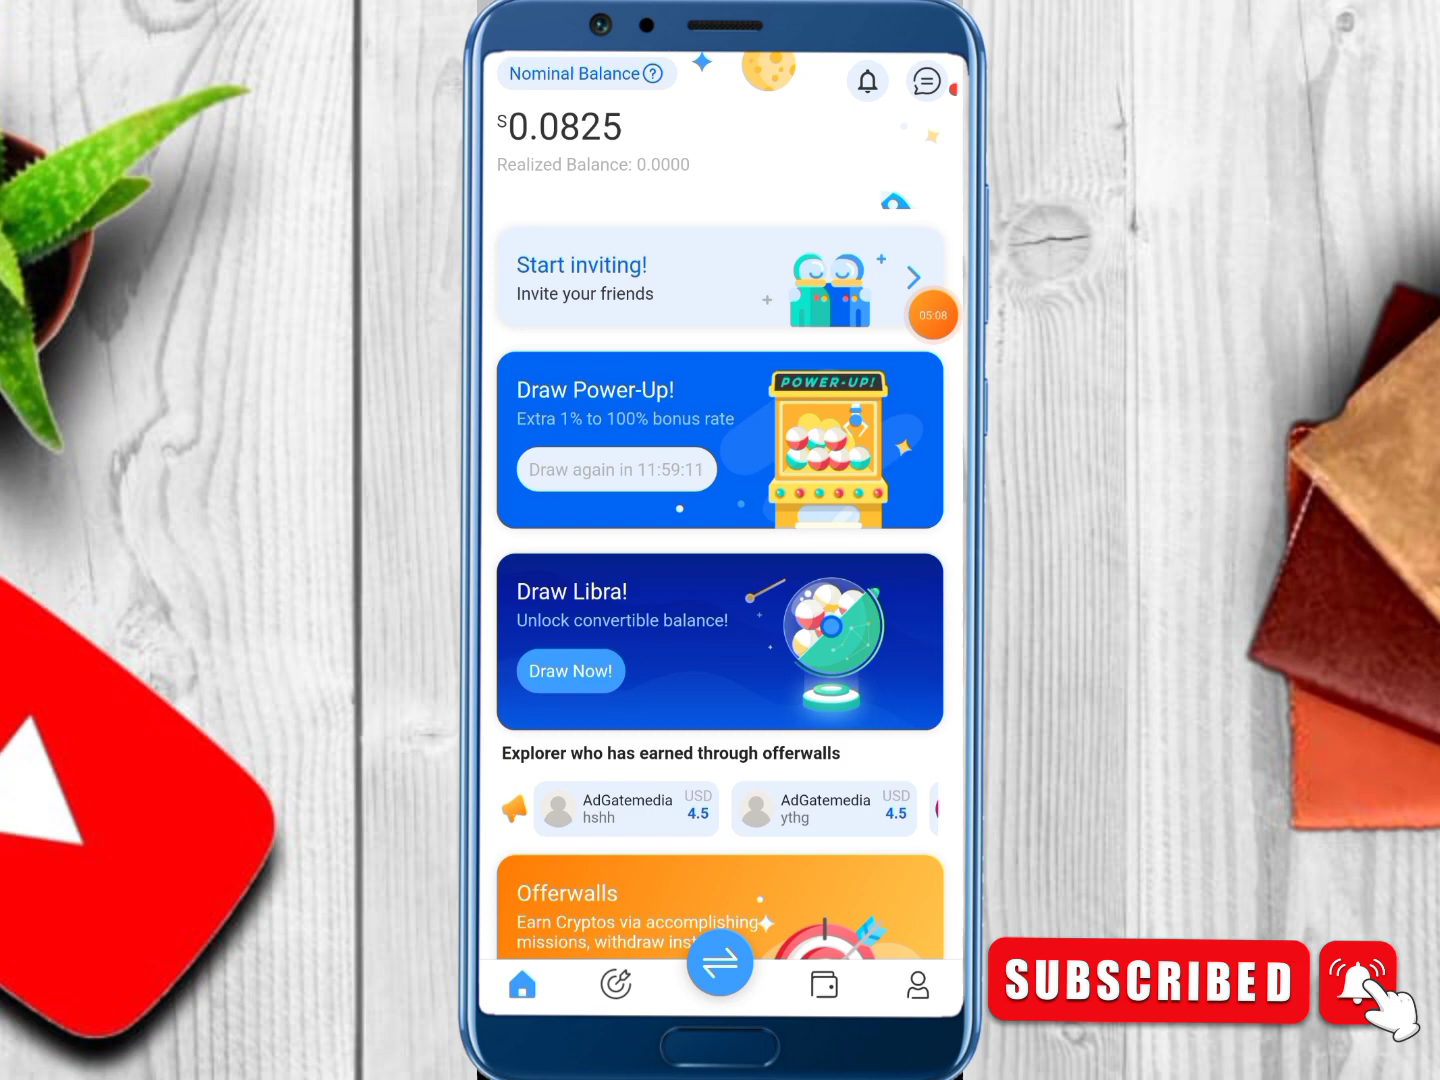 Nominal Balance ?
S0.0825
Realized Balance: 0.0000
Start inviting!
Invite your friends
05:08
Draw Power-Up!
Extra 1% to 100% bonus rate
Draw again in 11:59:11
POWER-UP!
Draw Libra!
Unlock convertible balance!
Draw Now!
Explorer who has earned through offerwalls
AdGatemedia USD
hshh 4.5
AdGatemedia USD
ythg 4.5
Offerwalls
Earn Cryptos via accomplishing
missions, withdraw inst
SUBSCRIBED